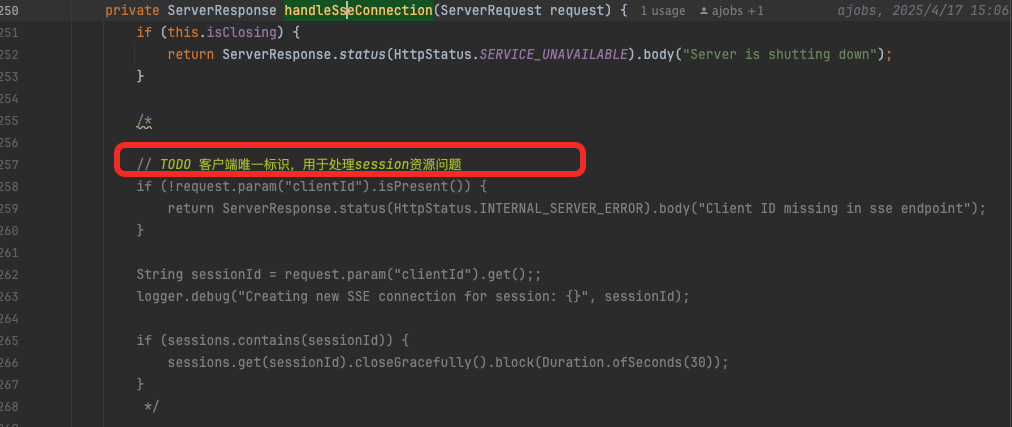 250 private ServerResponse handleSseConnection(ServerRequest request) { 1 usage ajobs +1 ajobs, 2025/4/17 15:06
251 if (this.isClosing) {
252 return ServerResponse.status(HttpStatus.SERVICE_UNAVAILABLE).body("Server is shutting down");
253 }
254
255 /*
256
257 // TODO 客户端唯一标识，用于处理session资源问题
258 if (!request.param("clientId").isPresent()) {
259 return ServerResponse.status(HttpStatus.INTERNAL_SERVER_ERROR).body("Client ID missing in sse endpoint");
260 }
261
262 String sessionId = request.param("clientId").get();;
263 logger.debug("Creating new SSE connection for session: {}", sessionId);
264
265 if (sessions.contains(sessionId)) {
266 sessions.get(sessionId).closeGracefully().block(Duration.ofSeconds(30));
267 }
268 */